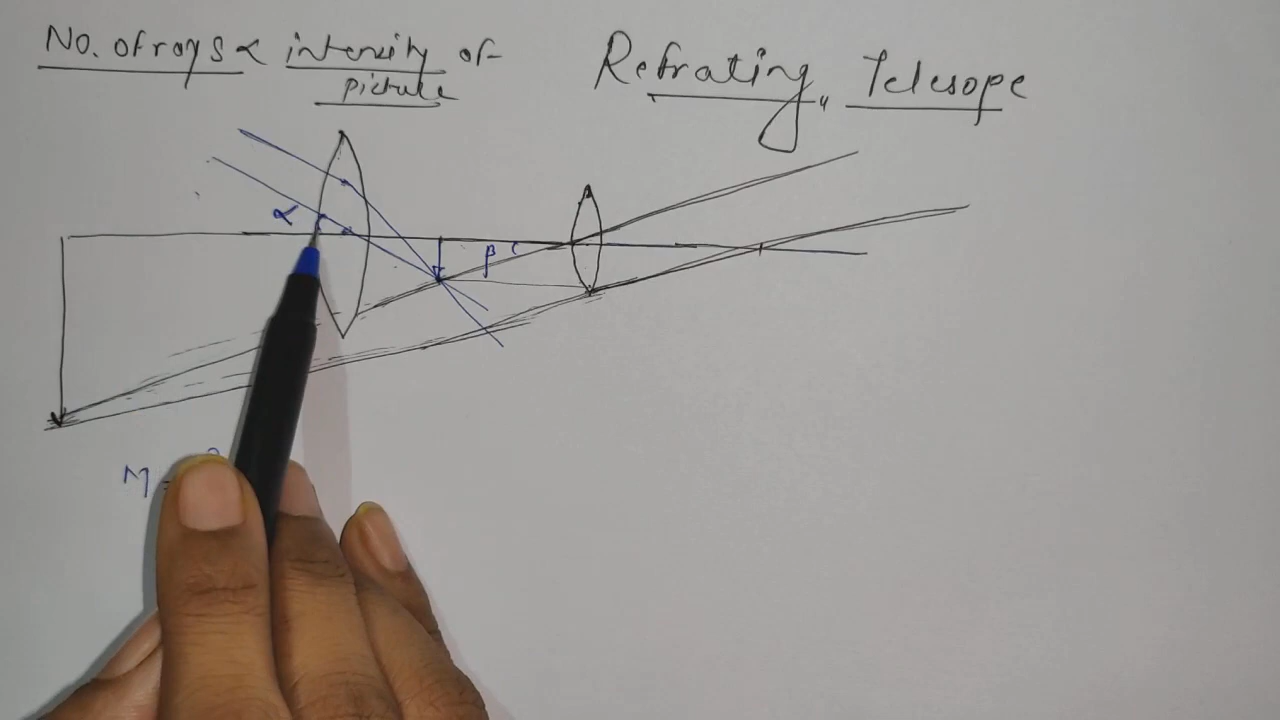 No. of rays ∝ intensity of
picture
Refrating Telesope
α
β
M =